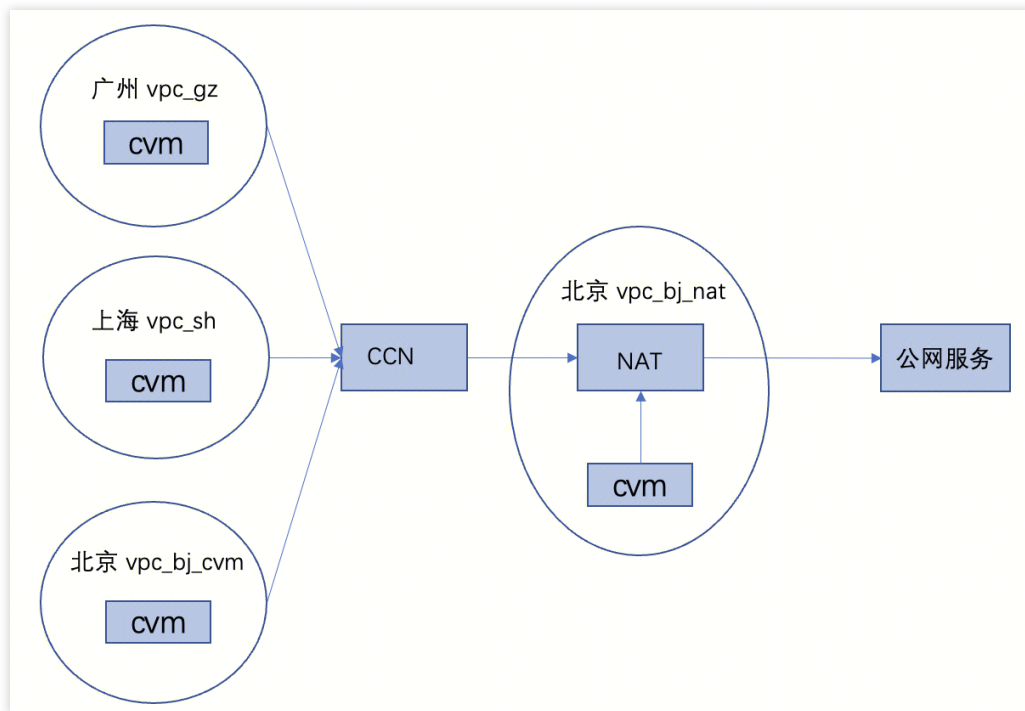 广州 vpc_gz
cvm
上海 vpc_sh
cvm
北京 vpc_bj_cvm
cvm
CCN
北京 vpc_bj_nat
NAT
cvm
公网服务